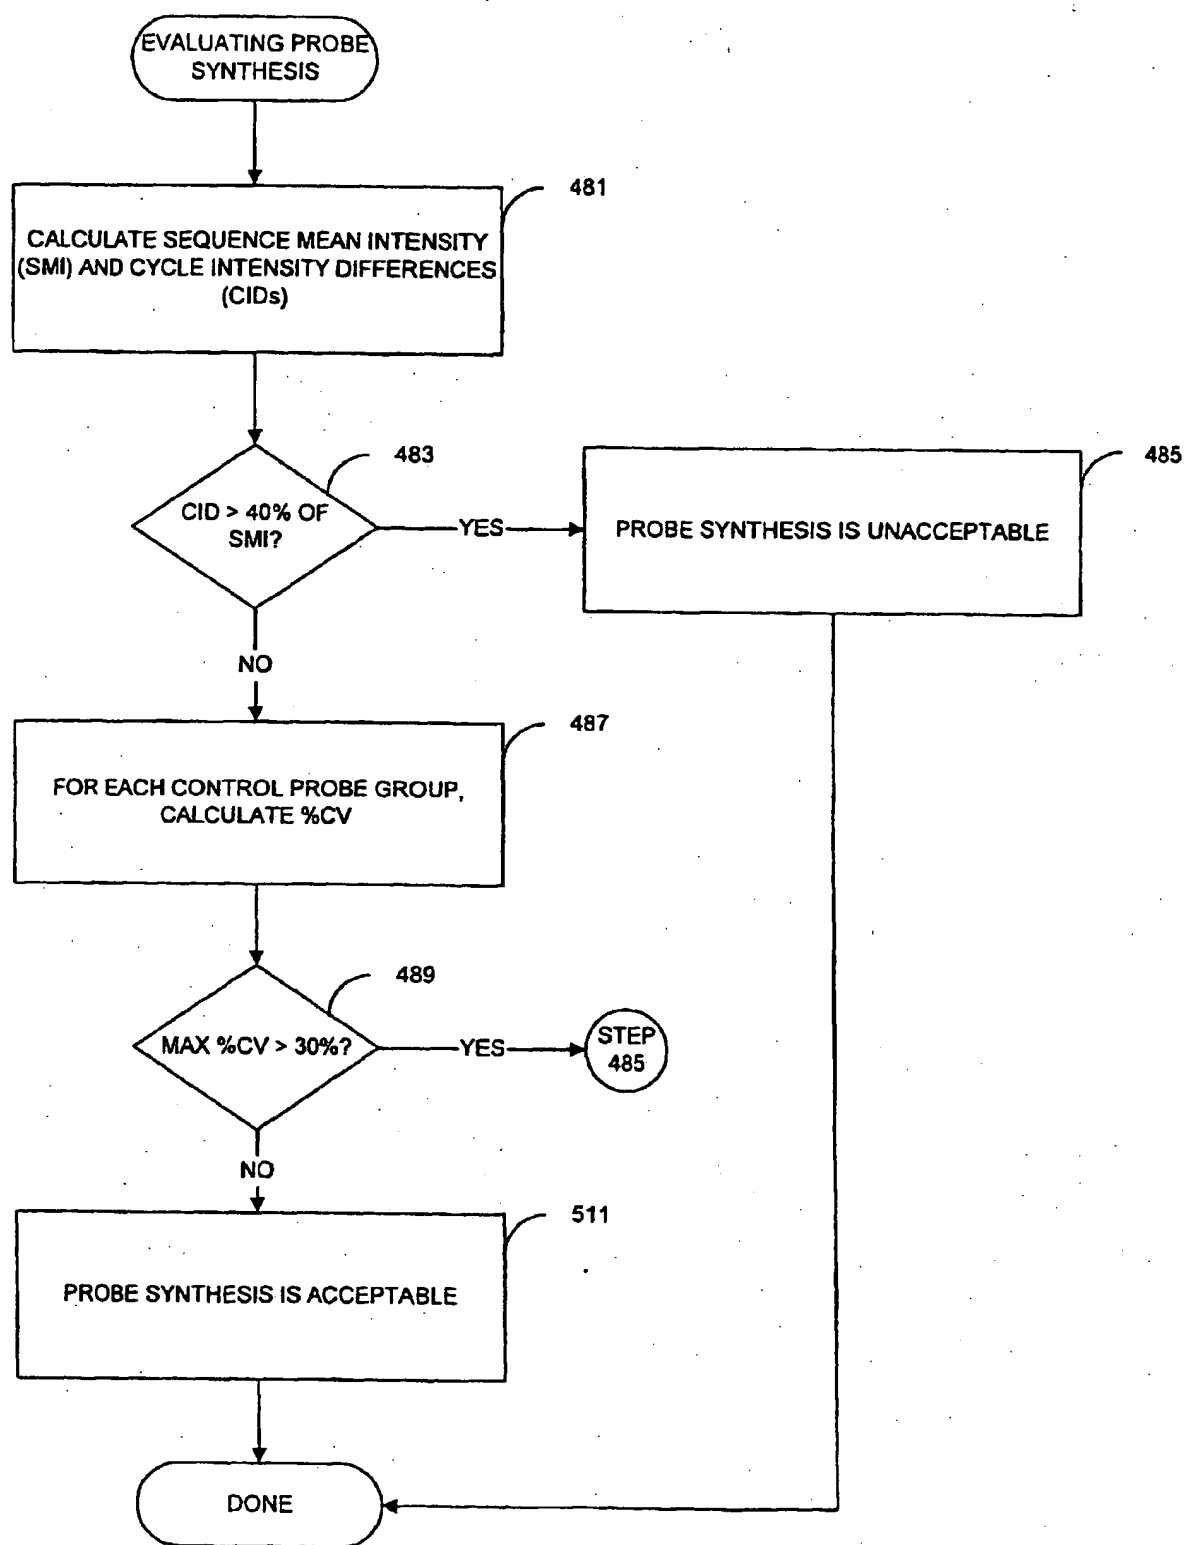 EVALUATING PROBE
SYNTHESIS
481
CALCULATE SEQUENCE MEAN INTENSITY
(SMI) AND CYCLE INTENSITY DIFFERENCES
(CIDs)
483
CID > 40% OF
SMI?
YES
485
PROBE SYNTHESIS IS UNACCEPTABLE
NO
487
FOR EACH CONTROL PROBE GROUP,
CALCULATE %CV
489
MAX %CV > 30%?
YES
STEP
485
NO
511
PROBE SYNTHESIS IS ACCEPTABLE
DONE